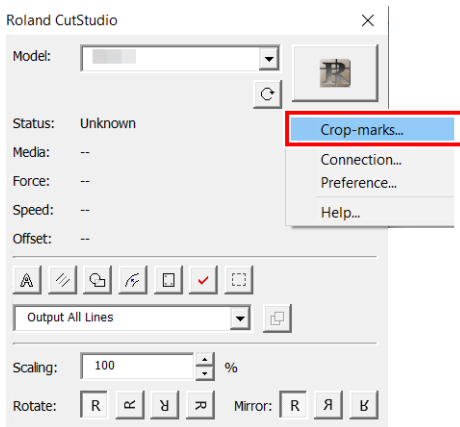 Roland CutStudio
Model:
Crop-marks...
Status: Unknown
Connection...
Media: --
Preference...
Force: --
Speed: --
Help...
Offset: --
A
Output All Lines
Scaling: 100 %
Rotate: R R R R Mirror: R R R